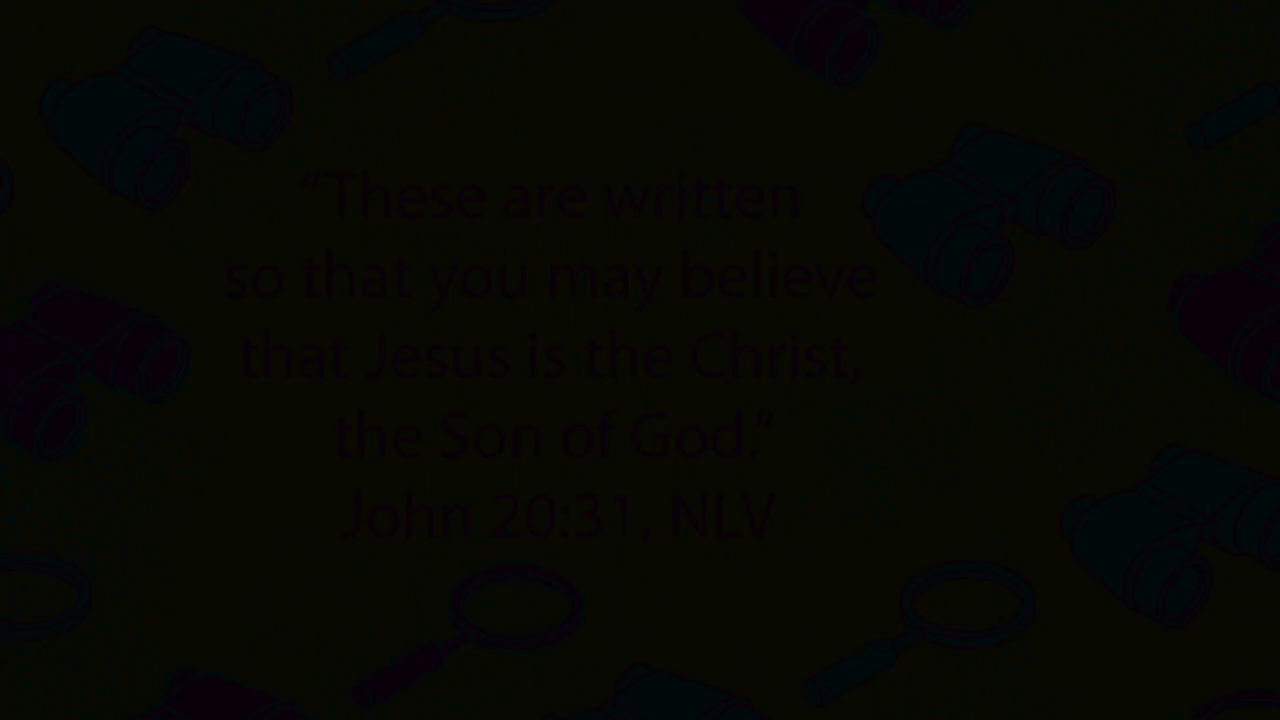 “These are written
so that you may believe
that Jesus is the Christ,
the Son of God.”
John 20:31, NLV